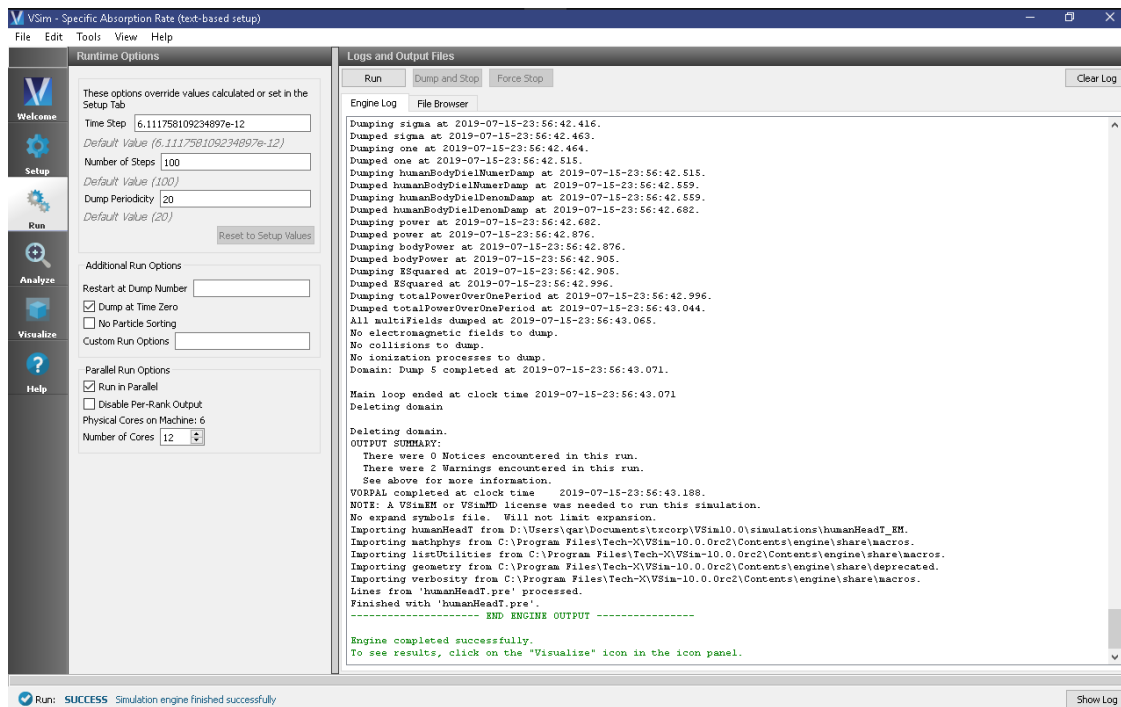 VSim - Specific Absorption Rate (text-based setup)
File Edit Tools View Help
Welcome
Setup
Run
Analyze
Visualize
Help
Runtime Options
These options override values calculated or set in the
Setup Tab
Time Step 6.111758109234897e-12
Default Value (6.111758109234897e-12)
Number of Steps 100
Default Value (100)
Dump Periodicity 20
Default Value (20)
Reset to Setup Values
Additional Run Options
Restart at Dump Number
Dump at Time Zero
No Particle Sorting
Custom Run Options
Parallel Run Options
Run in Parallel
Disable Per-Rank Output
Physical Cores on Machine: 6
Number of Cores 12
Logs and Output Files
Run Dump and Stop Force Stop Clear Log
Engine Log File Browser
Dumping sigma at 2019-07-15-23:56:42.416.
Dumped sigma at 2019-07-15-23:56:42.463.
Dumping one at 2019-07-15-23:56:42.464.
Dumped one at 2019-07-15-23:56:42.515.
Dumping humanBodyDielNumerDamp at 2019-07-15-23:56:42.515.
Dumped humanBodyDielNumerDamp at 2019-07-15-23:56:42.559.
Dumping humanBodyDielDenomDamp at 2019-07-15-23:56:42.559.
Dumped humanBodyDielDenomDamp at 2019-07-15-23:56:42.682.
Dumping power at 2019-07-15-23:56:42.682.
Dumped power at 2019-07-15-23:56:42.876.
Dumping bodyPower at 2019-07-15-23:56:42.876.
Dumped bodyPower at 2019-07-15-23:56:42.905.
Dumping ESquared at 2019-07-15-23:56:42.905.
Dumped ESquared at 2019-07-15-23:56:42.996.
Dumping totalPowerOverOnePeriod at 2019-07-15-23:56:42.996.
Dumped totalPowerOverOnePeriod at 2019-07-15-23:56:43.044.
All multiFields dumped at 2019-07-15-23:56:43.065.
No electromagnetic fields to dump.
No collisions to dump.
No ionization processes to dump.
Domain: Dump 5 completed at 2019-07-15-23:56:43.071.
Main loop ended at clock time 2019-07-15-23:56:43.071
Deleting domain
Deleting domain.
OUTPUT SUMMARY:
There were 0 Notices encountered in this run.
There were 2 Warnings encountered in this run.
See above for more information.
VORPAL completed at clock time 2019-07-15-23:56:43.188.
NOTE: A VSimEM or VSimMD license was needed to run this simulation.
No expand symbols file. Will not limit expansion.
Importing humanHeadT from D:\Users\qar\Documents\txcorp\VSim10.0\simulations\humanHeadT_EM.
Importing mathphys from C:\Program Files\Tech-X\VSim-10.0.0rc2\Contents\engine\share\macros.
Importing listUtilities from C:\Program Files\Tech-X\VSim-10.0.0rc2\Contents\engine\share\macros.
Importing geometry from C:\Program Files\Tech-X\VSim-10.0.0rc2\Contents\engine\share\deprecated.
Importing verbosity from C:\Program Files\Tech-X\VSim-10.0.0rc2\Contents\engine\share\macros.
Lines from 'humanHeadT.pre' processed.
Finished with 'humanHeadT.pre'.
--------------------- END ENGINE OUTPUT ----------------
Engine completed successfully.
To see results, click on the "Visualize" icon in the icon panel.
Run: SUCCESS Simulation engine finished successfully
Show Log